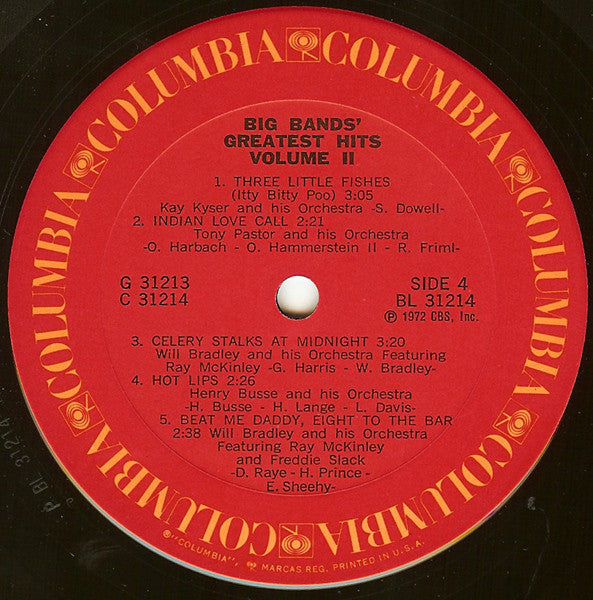 COLUMBIA COLUMBIA COLUMBIA COLUMBIA COLUMBIA COLUMBIA
BIG BANDS'
GREATEST HITS
VOLUME II
1. THREE LITTLE FISHES
(Itty Bitty Poo) 3:05
Kay Kyser and his Orchestra -S. Dowell-
2. INDIAN LOVE CALL 2:21
Tony Pastor and his Orchestra
-O. Harbach - O. Hammerstein II - R. Friml-
G 31213
C 31214
SIDE 4
BL 31214
℗ 1972 CBS, Inc.
3. CELERY STALKS AT MIDNIGHT 3:20
Will Bradley and his Orchestra Featuring
Ray McKinley -G. Harris - W. Bradley-
4. HOT LIPS 2:26
Henry Busse and his Orchestra
-H. Busse - H. Lange - L. Davis-
5. BEAT ME DADDY, EIGHT TO THE BAR
2:38 Will Bradley and his Orchestra
Featuring Ray McKinley
and Freddie Slack
-D. Raye - H. Prince -
E. Sheehy-
®"COLUMBIA", MARCAS REG. PRINTED IN U.S.A.
P BL 31214